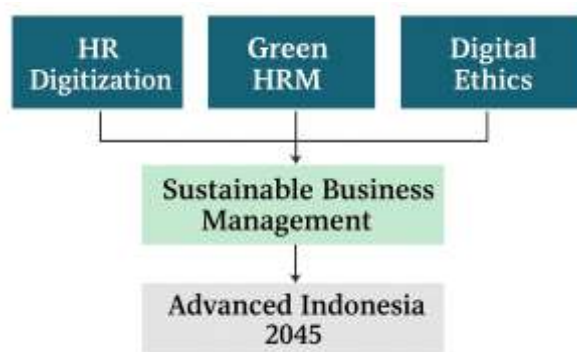 HR
Digitization
Green
HRM
Digital
Ethics
Sustainable Business
Management
Advanced Indonesia
2045